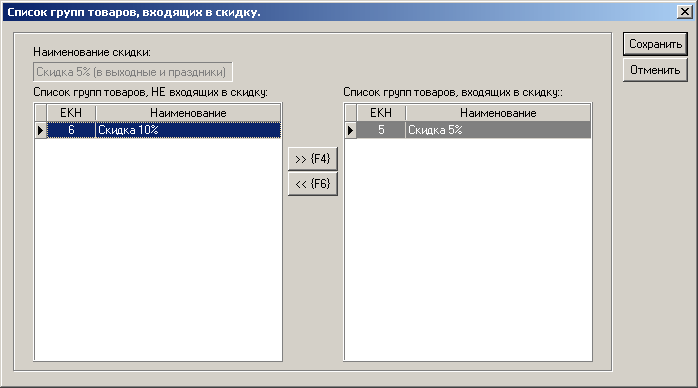 Список групп товаров, входящих в скидку.
Сохранить
Отменить
Наименование скидки:
Скидка 5% (в выходные и праздники)
Список групп товаров, НЕ входящих в скидку:
ЕКН Наименование
6 Скидка 10%
>> {F4}
<< {F6}
Список групп товаров, входящих в скидку::
ЕКН Наименование
5 Скидка 5%